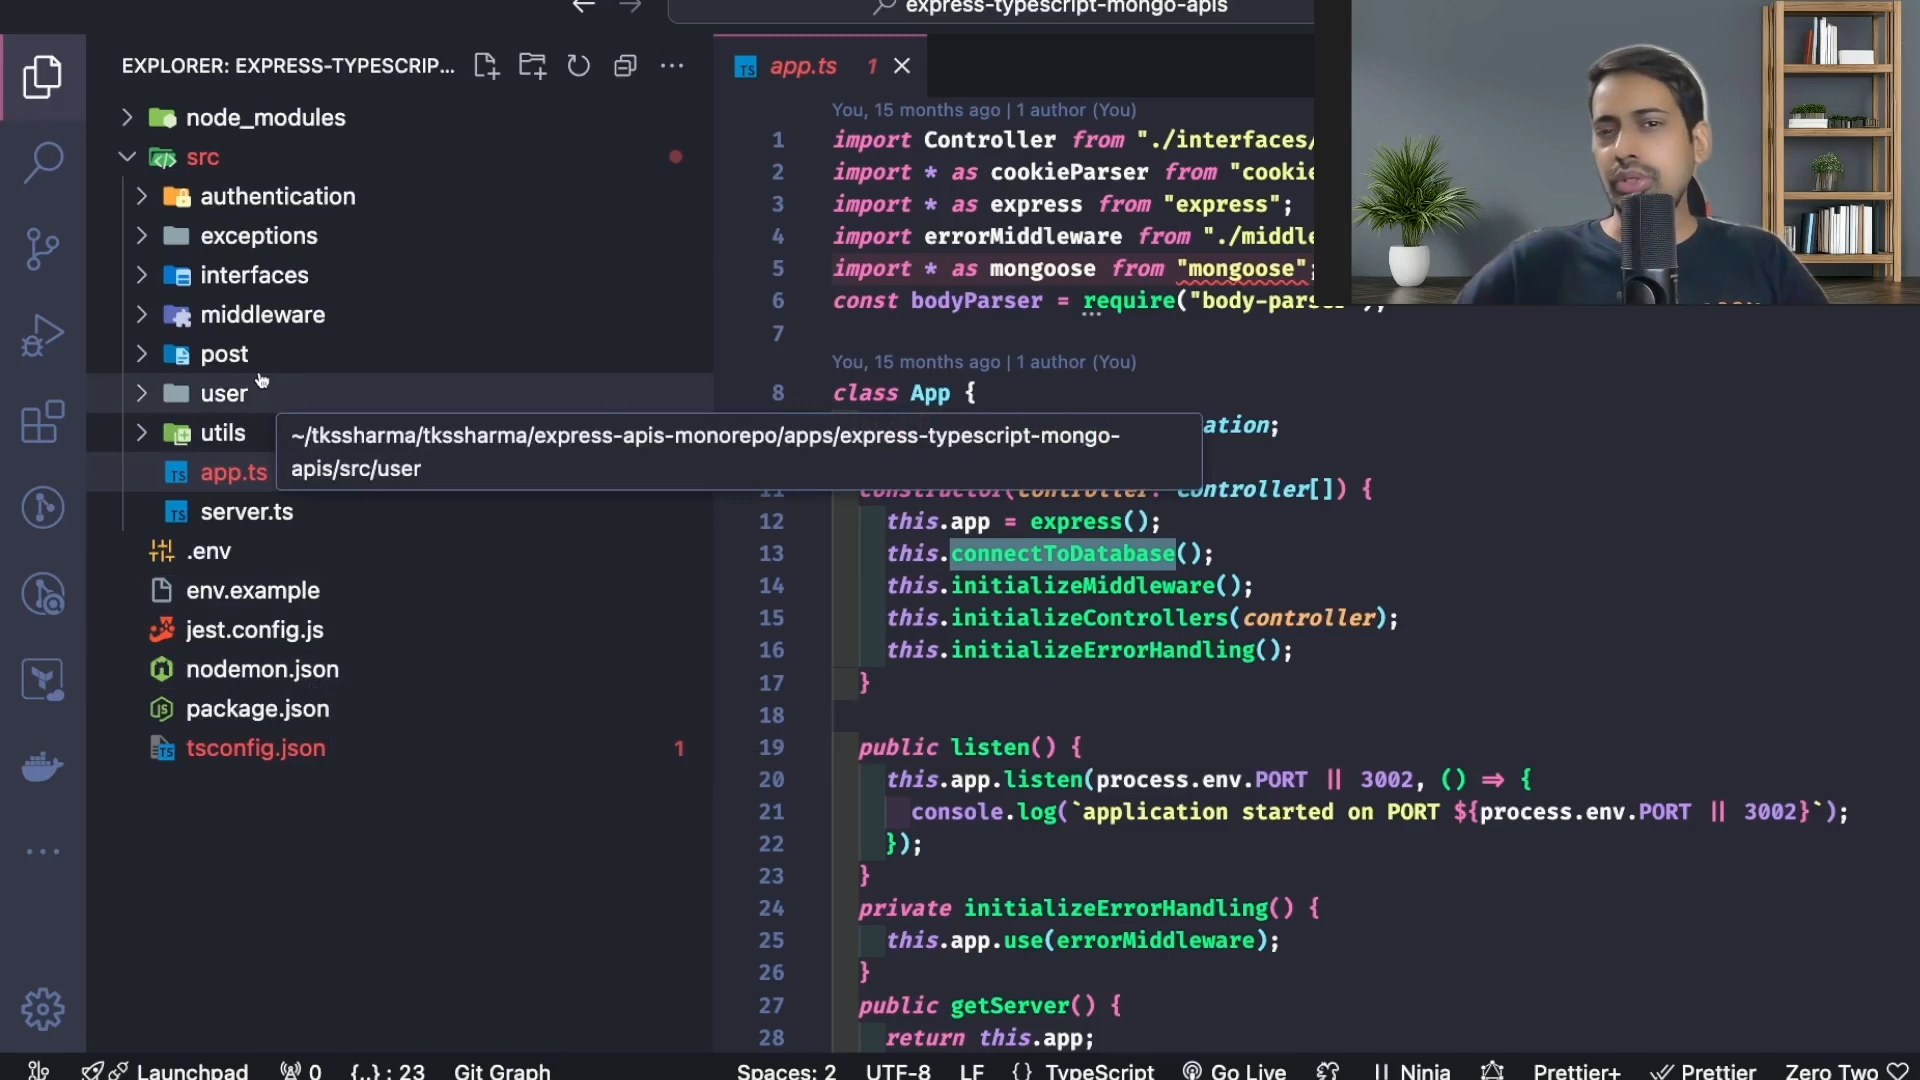 express-typescript-mongo-apis
EXPLORER: EXPRESS-TYPESCRIP...
node_modules
src
authentication
exceptions
interfaces
middleware
post
user
utils
app.ts
server.ts
.env
env.example
jest.config.js
nodemon.json
package.json
tsconfig.json 1
~/tkssharma/tkssharma/express-apis-monorepo/apps/express-typescript-mongo-
apis/src/user
TS app.ts 1
You, 15 months ago | 1 author (You)
1 import Controller from "./interfaces/
2 import * as cookieParser from "cookie
3 import * as express from "express";
4 import errorMiddleware from "./middle
5 import * as mongoose from "mongoose";
6 const bodyParser = require("body-parser");
7
You, 15 months ago | 1 author (You)
8 class App {
ation;
11 constructor(controller: Controller[]) {
12 this.app = express();
13 this.connectToDatabase();
14 this.initializeMiddleware();
15 this.initializeControllers(controller);
16 this.initializeErrorHandling();
17 }
18
19 public listen() {
20 this.app.listen(process.env.PORT || 3002, () => {
21 console.log(`application started on PORT ${process.env.PORT || 3002}`);
22 });
23 }
24 private initializeErrorHandling() {
25 this.app.use(errorMiddleware);
26 }
27 public getServer() {
28 return this.app;
Launchpad 0 {..} : 23 Git Graph Spaces: 2 UTF-8 LF {} TypeScript Go Live Ninja Prettier+ Prettier Zero Two